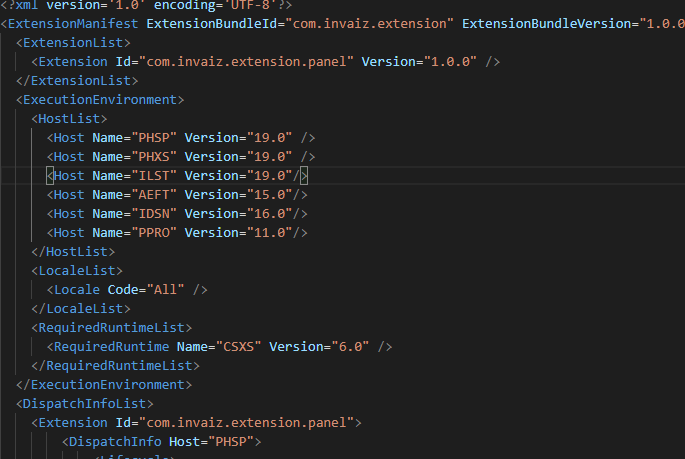 <?xml version='1.0' encoding='UTF-8'?>
<ExtensionManifest ExtensionBundleId="com.invaiz.extension" ExtensionBundleVersion="1.0.0
<ExtensionList>
<Extension Id="com.invaiz.extension.panel" Version="1.0.0" />
</ExtensionList>
<ExecutionEnvironment>
<HostList>
<Host Name="PHSP" Version="19.0" />
<Host Name="PHXS" Version="19.0" />
<Host Name="ILST" Version="19.0"/>
<Host Name="AEFT" Version="15.0"/>
<Host Name="IDSN" Version="16.0"/>
<Host Name="PPRO" Version="11.0"/>
</HostList>
<LocaleList>
<Locale Code="All" />
</LocaleList>
<RequiredRuntimeList>
<RequiredRuntime Name="CSXS" Version="6.0" />
</RequiredRuntimeList>
</ExecutionEnvironment>
<DispatchInfoList>
<Extension Id="com.invaiz.extension.panel">
<DispatchInfo Host="PHSP">